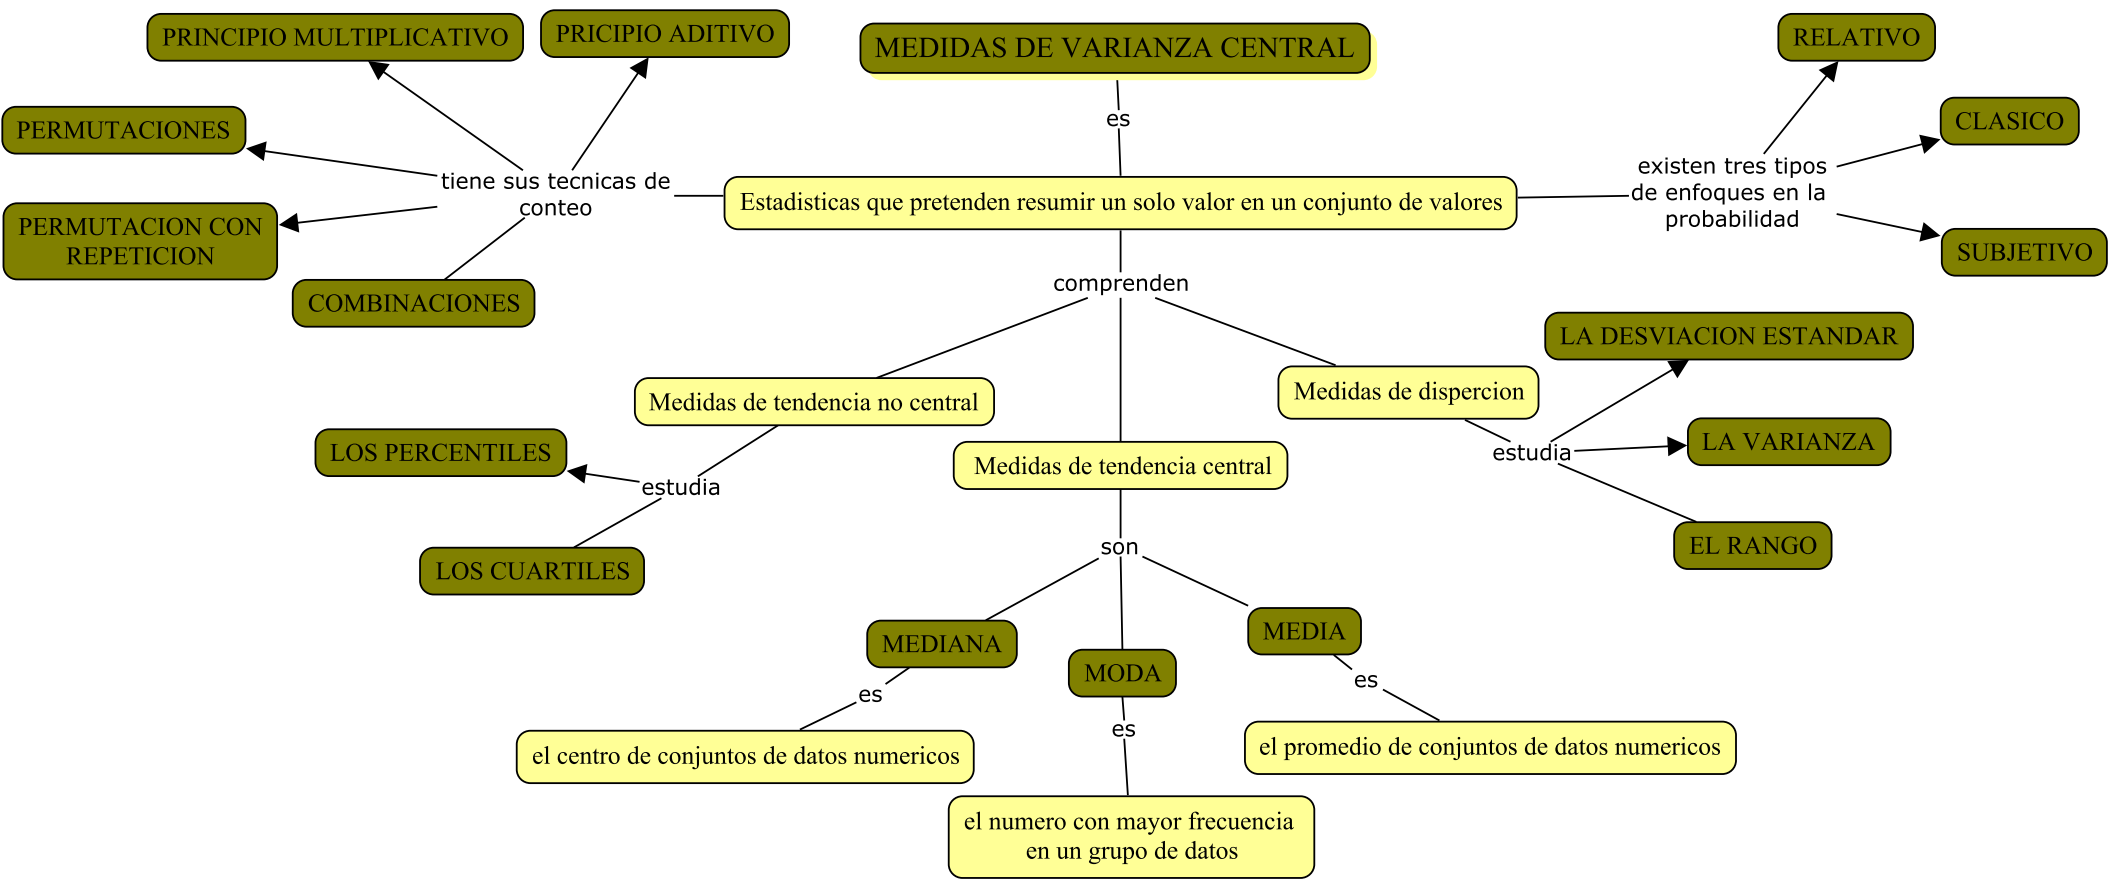 PRINCIPIO MULTIPLICATIVO
PRICIPIO ADITIVO
MEDIDAS DE VARIANZA CENTRAL
RELATIVO
PERMUTACIONES
es
CLASICO
tiene sus tecnicas de
conteo
existen tres tipos
de enfoques en la
probabilidad
Estadisticas que pretenden resumir un solo valor en un conjunto de valores
PERMUTACION CON
REPETICION
SUBJETIVO
COMBINACIONES
comprenden
LA DESVIACION ESTANDAR
Medidas de tendencia no central
Medidas de dispercion
LOS PERCENTILES
estudia
LA VARIANZA
Medidas de tendencia central
estudia
LOS CUARTILES
son
EL RANGO
MEDIANA
MODA
MEDIA
es
es
es
el centro de conjuntos de datos numericos
el promedio de conjuntos de datos numericos
el numero con mayor frecuencia
en un grupo de datos